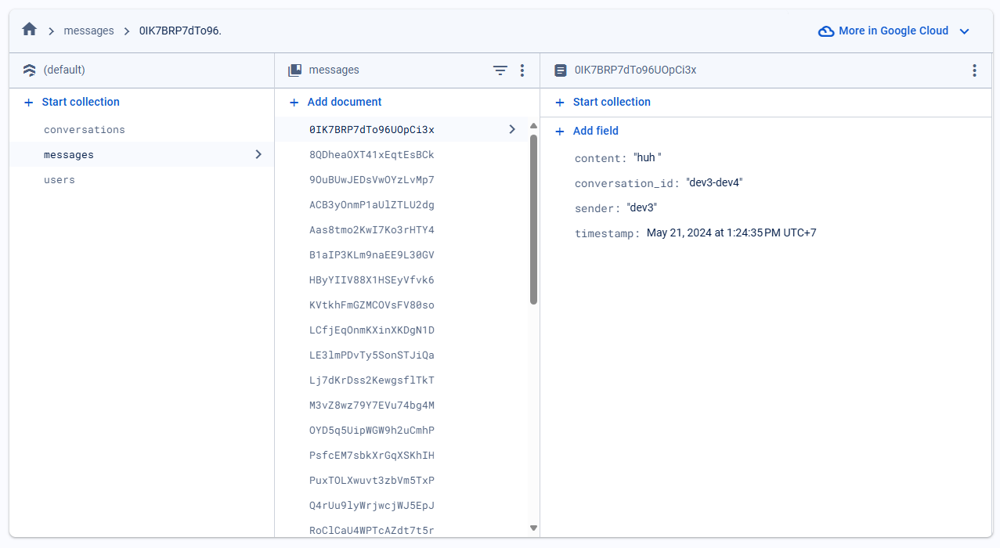 messages
0IK7BRP7dTo96.
More in Google Cloud
(default)
Start collection
conversations
messages
users
messages
Add document
0IK7BRP7dTo96UOpCi3x
8QDheaOXT41xEqtEsBCk
9OuBUwJEDsVwOYzLvMp7
ACB3yOnmP1aUlZTLU2dg
Aas8tmo2KwI7Ko3rHTY4
B1aIP3KLm9naEE9L30GV
HByYIIV88X1HSEyVfvk6
KVtkhFmGZMCOVsFV80so
LCfjEqOnmKXinXKDgN1D
LE3lmPDvTy5SonSTJiQa
Lj7dKrDss2KewgsflTkT
M3vZ8wz79Y7EVu74bg4M
OYD5q5UipWGW9h2uCmhP
PsfcEM7sbkXrGqXSKhIH
PuxTOLXwuvt3zbVm5TxP
Q4rUu9lyWrjwcjWJ5EpJ
RoClCaU4WPTcAZdt7t5r
0IK7BRP7dTo96UOpCi3x
Start collection
Add field
content: "huh "
conversation_id: "dev3-dev4"
sender: "dev3"
timestamp: May 21, 2024 at 1:24:35 PM UTC+7